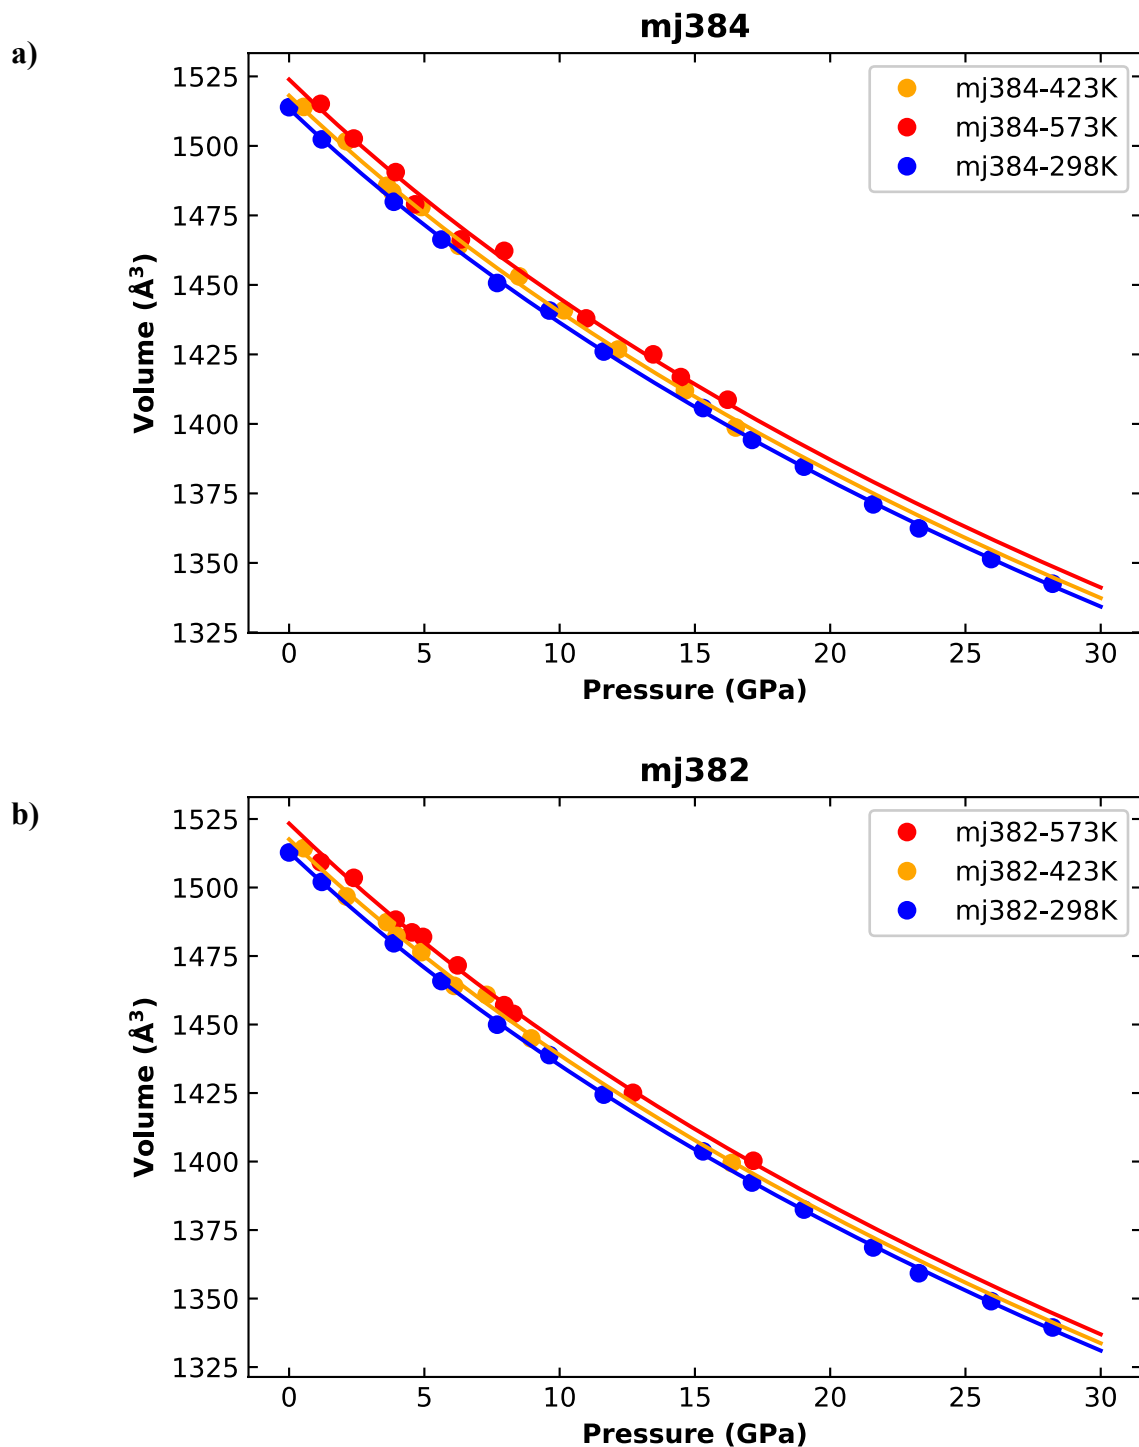 mj384
a)
1525
1500
1475
1450
1425
1400
1375
1350
1325
Volume (Å³)
mj384-423K
mj384-573K
mj384-298K
0 5 10 15 20 25 30
Pressure (GPa)
mj382
b)
1525
1500
1475
1450
1425
1400
1375
1350
1325
Volume (Å³)
mj382-573K
mj382-423K
mj382-298K
0 5 10 15 20 25 30
Pressure (GPa)